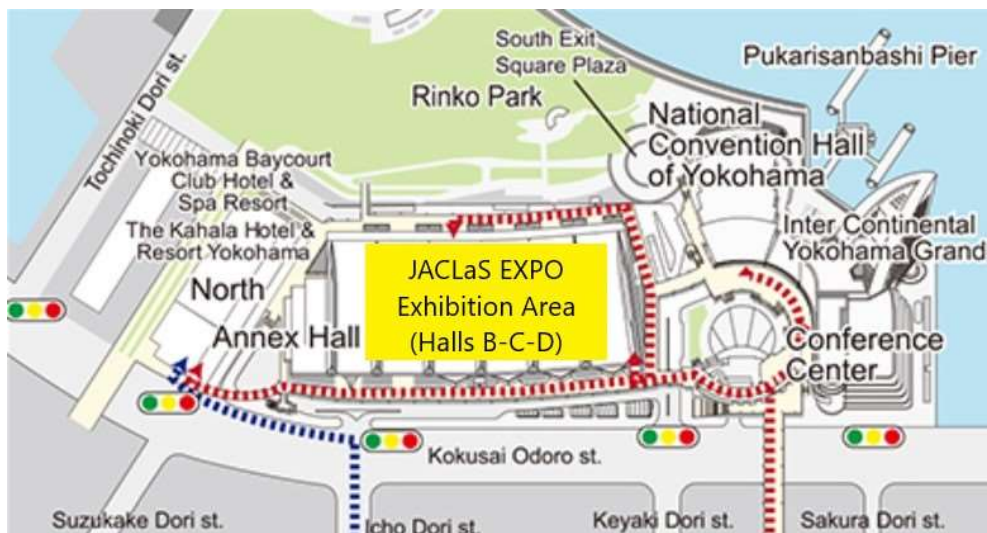 South Exit
Square Plaza
Pukarisanbashi Pier
Rinko Park
National
Convention Hall
of Yokohama
Tochinoki Dori st.
Yokohama Baycourt
Club Hotel &
Spa Resort
The Kahala Hotel &
Resort Yokohama
Inter Continental
Yokohama Grand
JACLaS EXPO
Exhibition Area
(Halls B-C-D)
North
Annex Hall
Conference
Center
Kokusai Odoro st.
Suzukake Dori st.
Icho Dori st.
Keyaki Dori st.
Sakura Dori st.